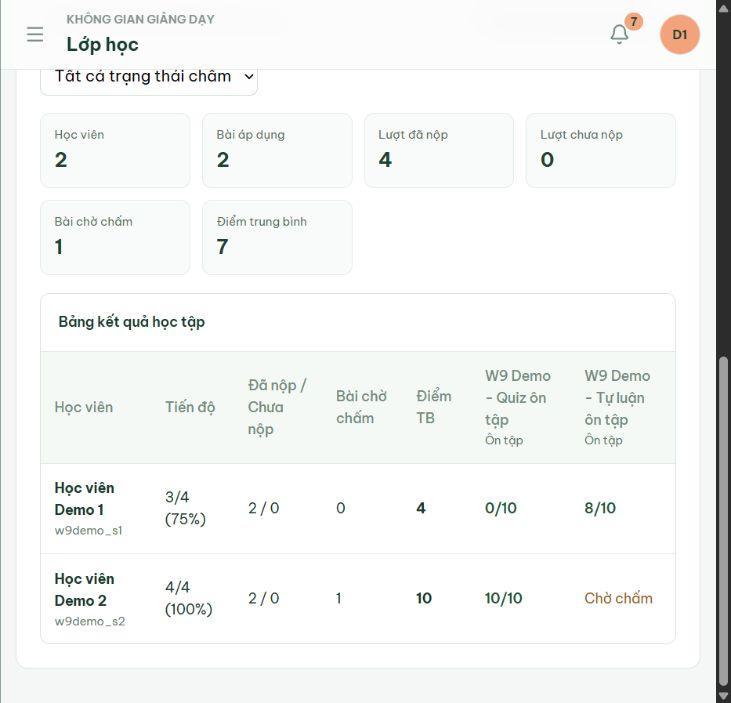 KHÔNG GIAN GIẢNG DẠY
Lớp học
7
D1
Tất cả trạng thái chấm
Học viên
2
Bài áp dụng
2
Lượt đã nộp
4
Lượt chưa nộp
0
Bài chờ chấm
1
Điểm trung bình
7
Bảng kết quả học tập
Học viên
Tiến độ
Đã nộp /
Chưa
nộp
Bài chờ
chấm
Điểm
TB
W9 Demo
- Quiz ôn
tập
Ôn tập
W9 Demo
- Tự luận
ôn tập
Ôn tập
Học viên
Demo 1
w9demo_s1
3/4
(75%)
2 / 0
0
4
0/10
8/10
Học viên
Demo 2
w9demo_s2
4/4
(100%)
2 / 0
1
10
10/10
Chờ chấm